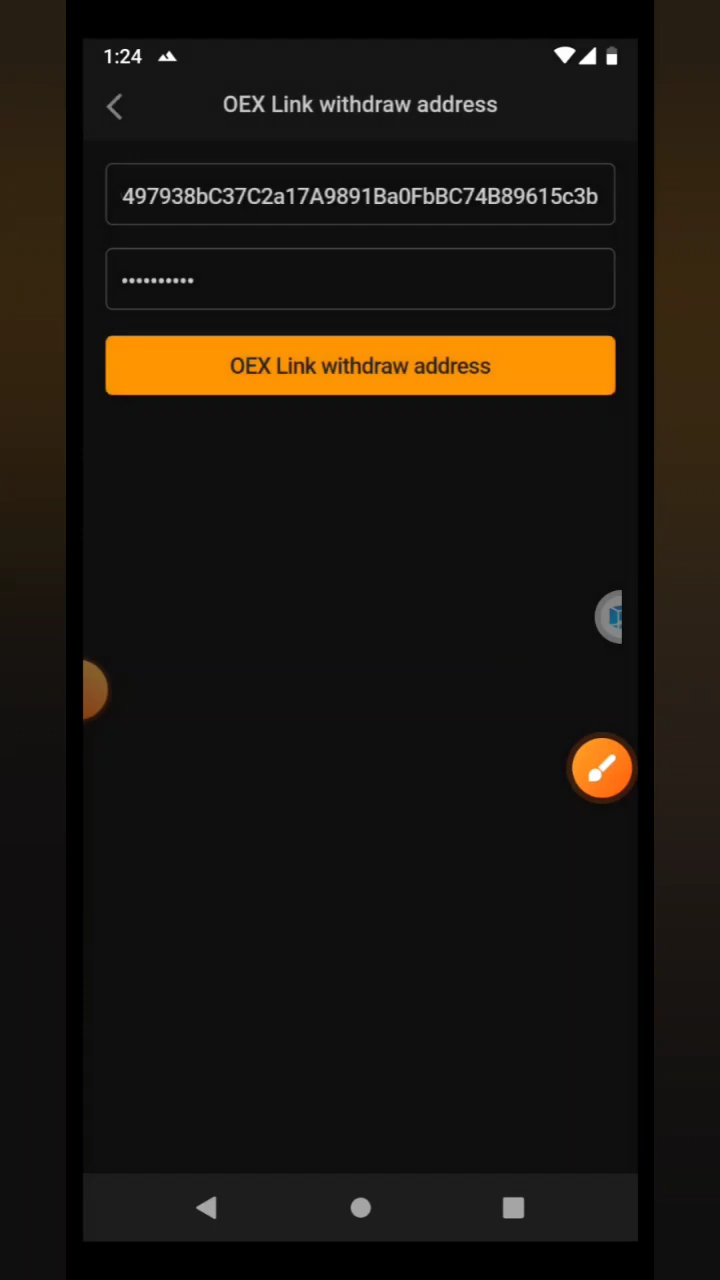 1:24
OEX Link withdraw address
497938bC37C2a17A9891Ba0FbBC74B89615c3b
••••••••••
OEX Link withdraw address